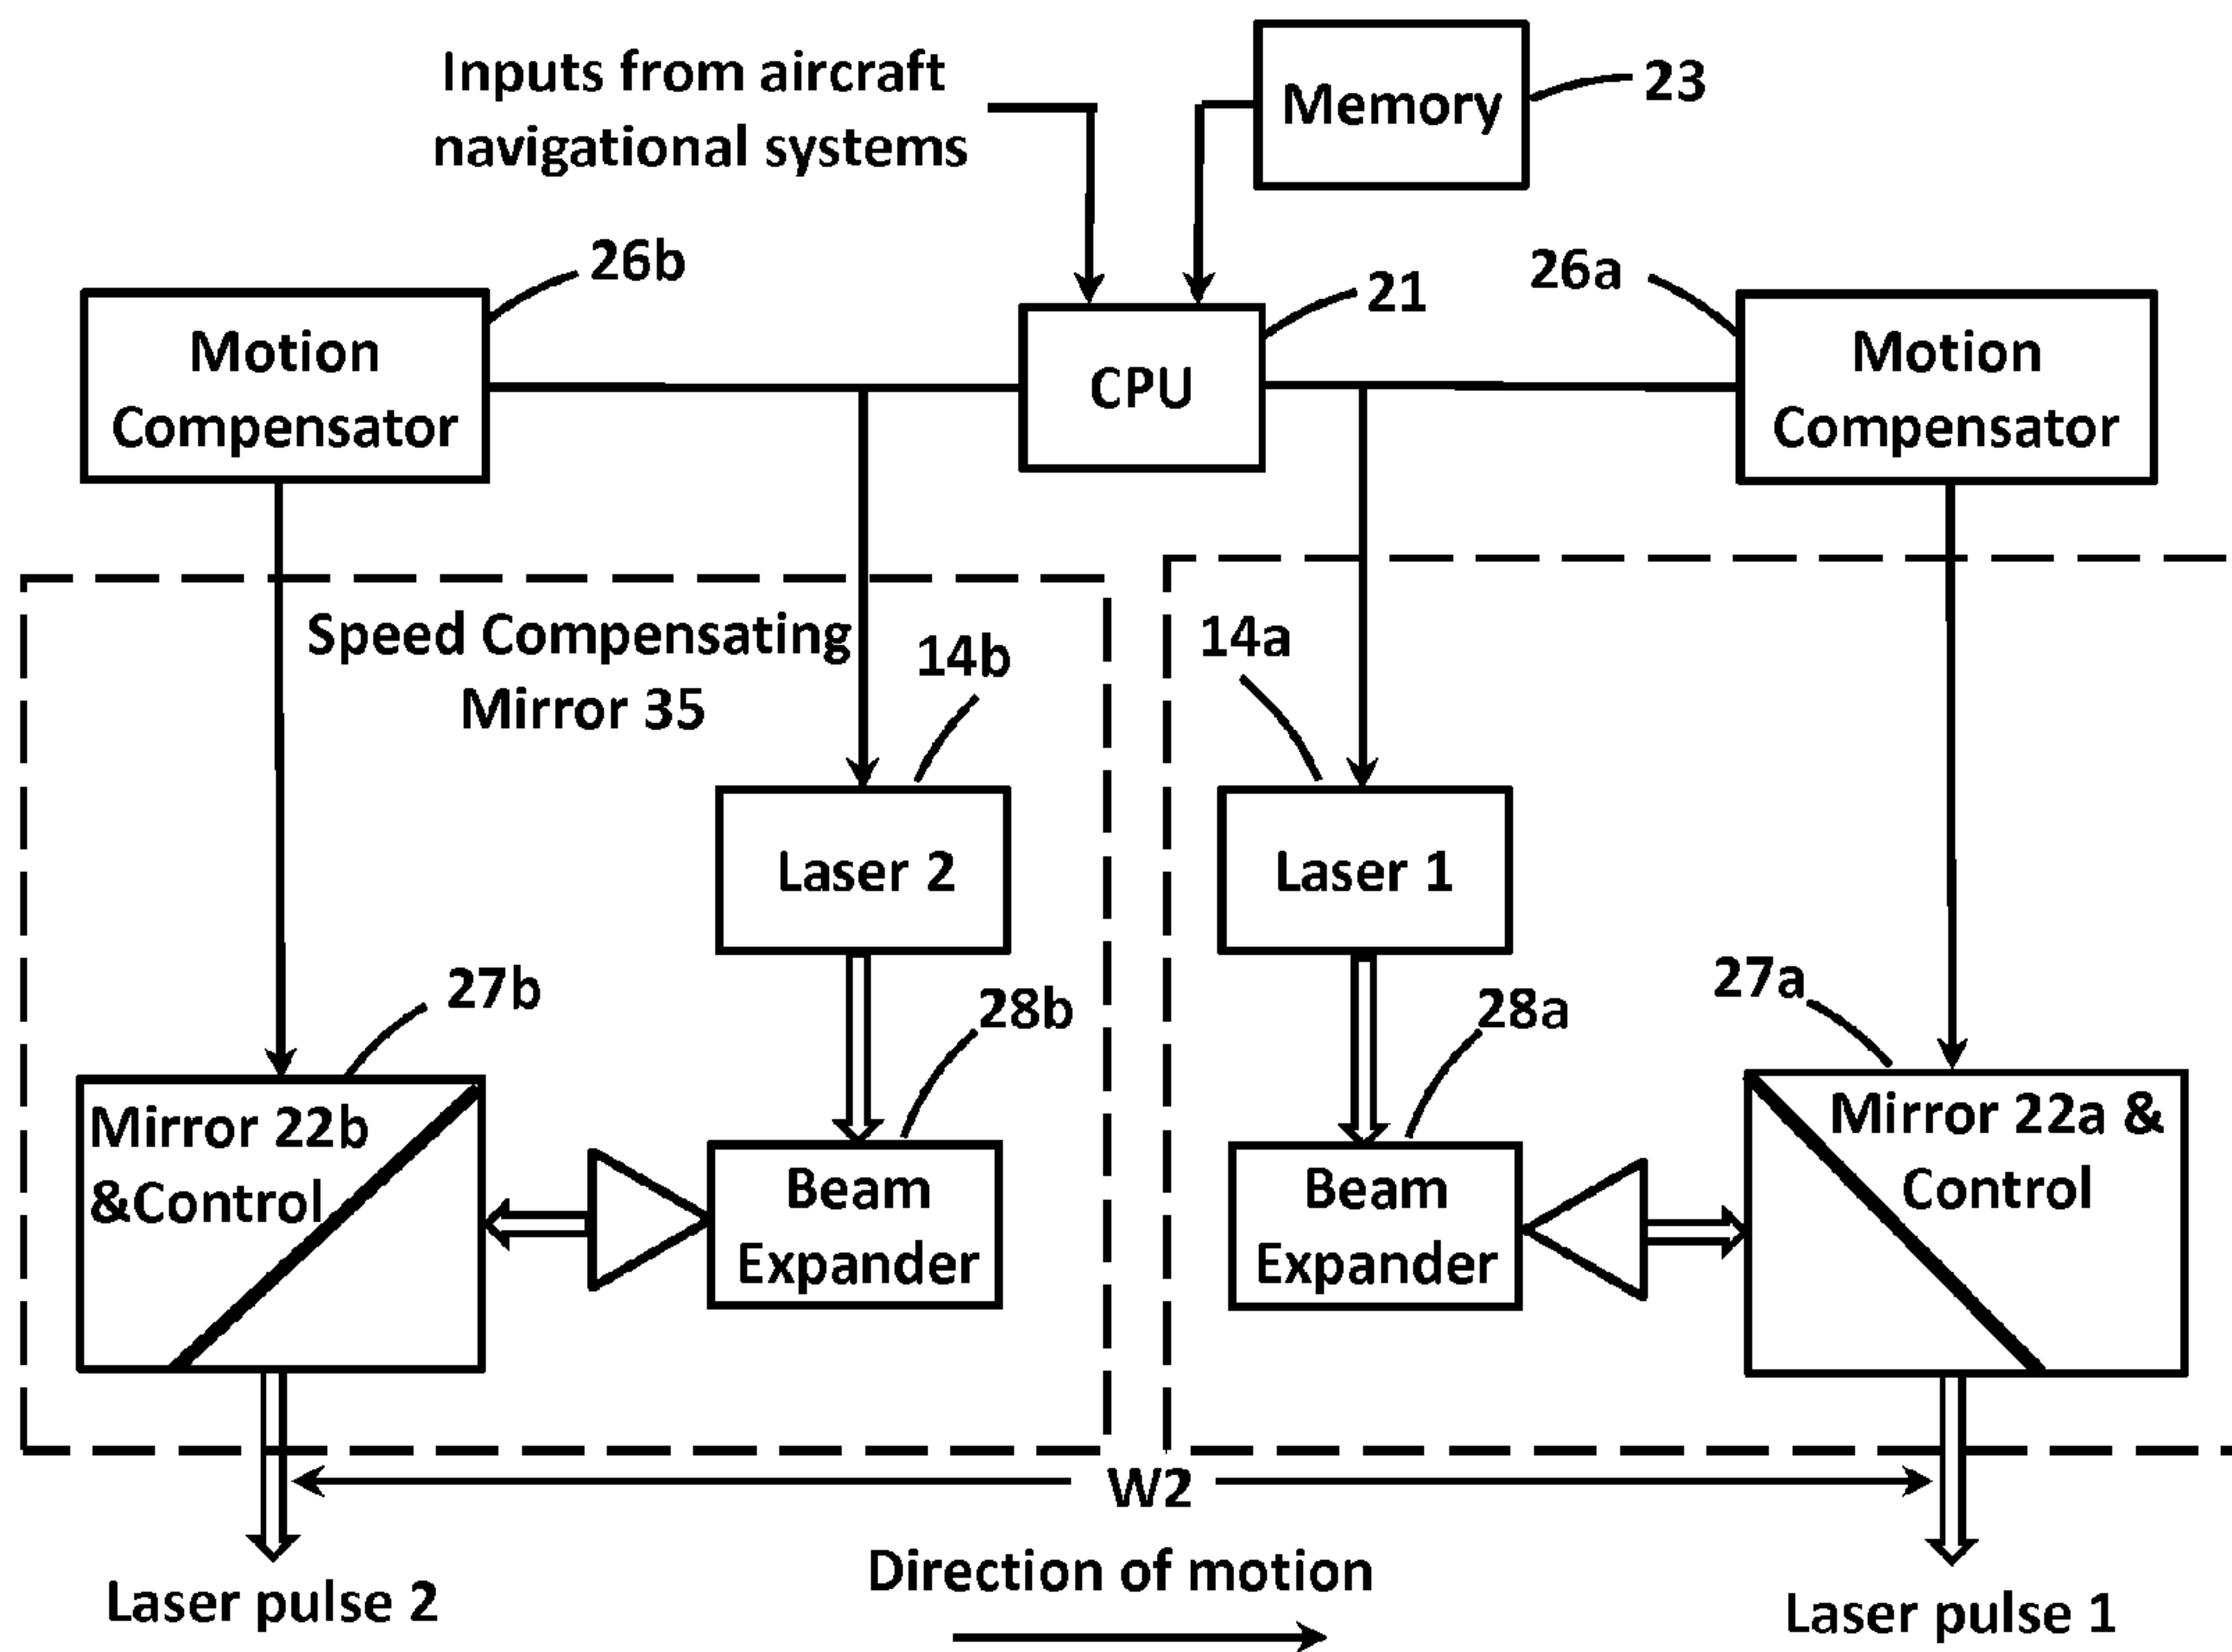 Inputs from aircraft
navigational systems
Memory
23
26b
21
26a
Motion
Compensator
CPU
Motion
Compensator
Speed Compensating
Mirror 35
14b
14a
Laser 2
Laser 1
27b
28b
28a
27a
Mirror 22b
&Control
Beam
Expander
Beam
Expander
Mirror 22a &
Control
W2
Direction of motion
Laser pulse 2
Laser pulse 1